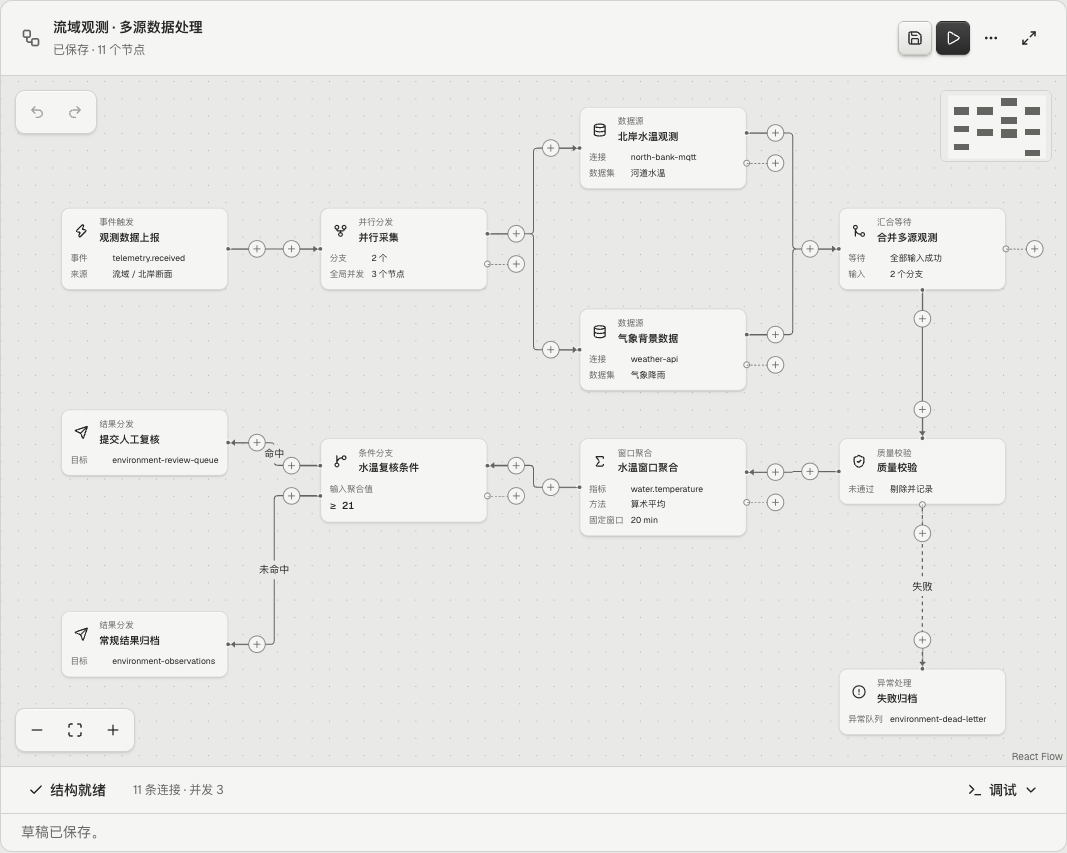 流域观测 · 多源数据处理
已保存 · 11 个节点
数据源
北岸水温观测
连接 north-bank-mqtt
数据集 河道水温
事件触发
观测数据上报
事件 telemetry.received
来源 流域 / 北岸断面
并行分发
并行采集
分支 2 个
全局并发 3 个节点
汇合等待
合并多源观测
等待 全部输入成功
输入 2 个分支
数据源
气象背景数据
连接 weather-api
数据集 气象降雨
结果分发
提交人工复核
目标 environment-review-queue
命中
条件分支
水温复核条件
输入聚合值
≥ 21
窗口聚合
水温窗口聚合
指标 water.temperature
方法 算术平均
固定窗口 20 min
质量校验
质量校验
未通过 剔除并记录
未命中
失败
结果分发
常规结果归档
目标 environment-observations
异常处理
失败归档
异常队列 environment-dead-letter
React Flow
结构就绪 11 条连接 · 并发 3 调试
草稿已保存。